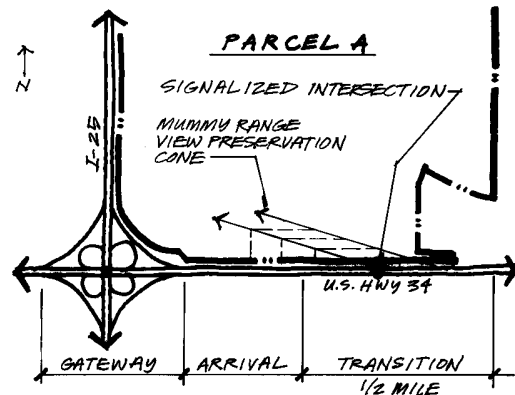 PARCEL A
N
SIGNALIZED INTERSECTION
I-25
MUMMY RANGE
VIEW PRESERVATION
CONE
U.S. HWY 34
GATEWAY
ARRIVAL
TRANSITION
1/2 MILE